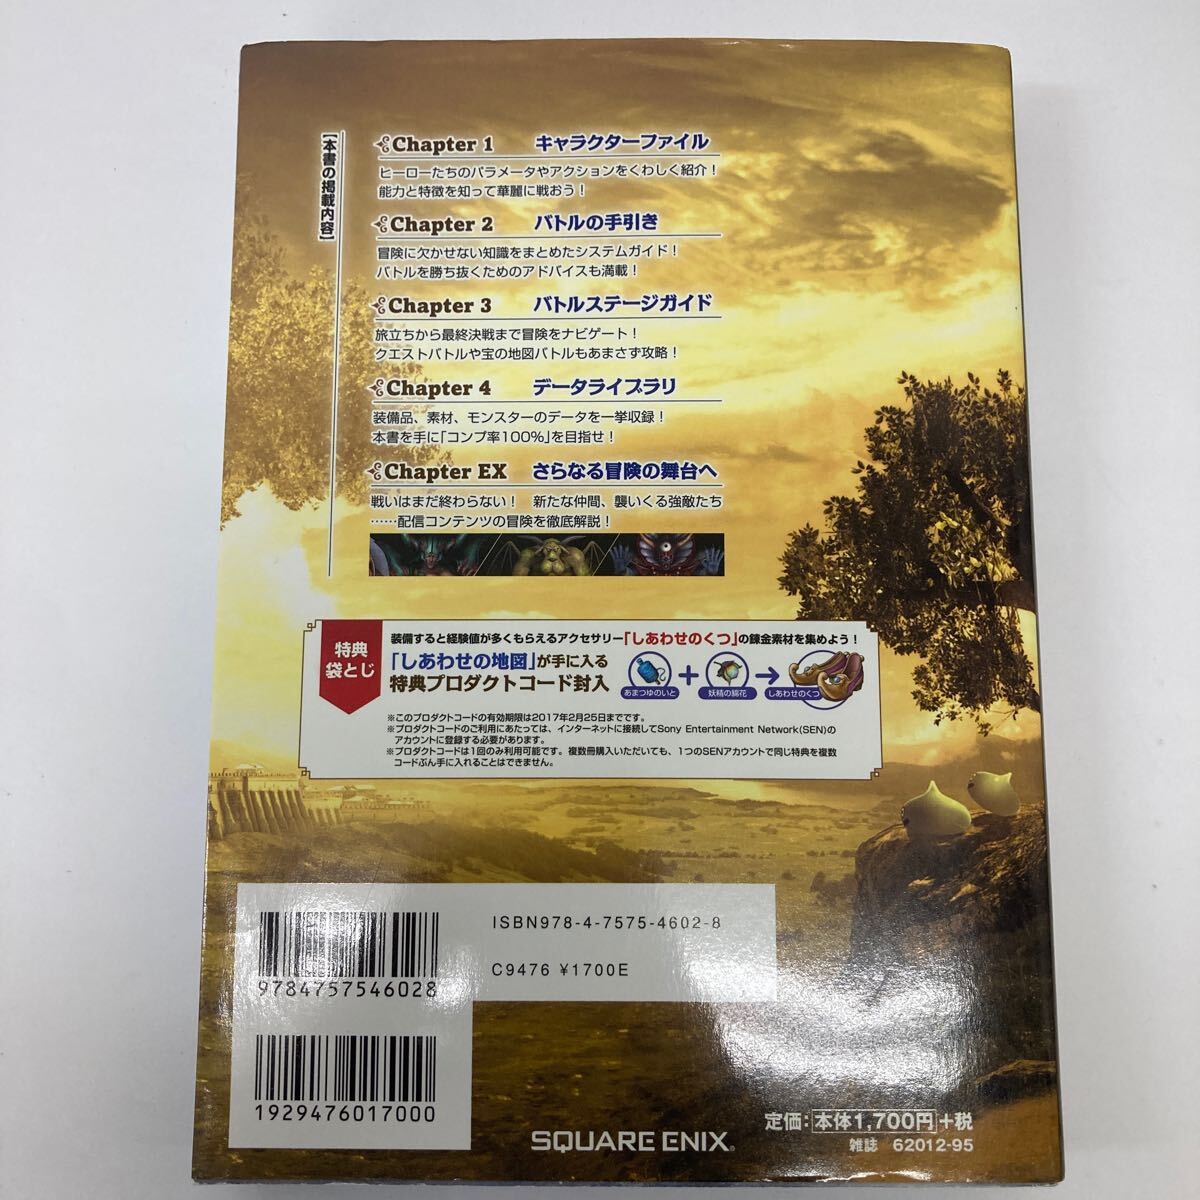 【本書の掲載内容】
Chapter 1 キャラクターファイル
ヒーローたちのパラメータやアクションをくわしく紹介!
能力と特徴を知って華麗に戦おう!
Chapter 2 バトルの手引き
冒険に欠かせない知識をまとめたシステムガイド!
バトルを勝ち抜くためのアドバイスも満載!
Chapter 3 バトルステージガイド
旅立ちから最終決戦まで冒険をナビゲート!
クエストバトルや宝の地図バトルもあまさず攻略!
Chapter 4 データライブラリ
装備品、素材、モンスターのデータを一挙収録!
本書を手に「コンプ率100%」を目指せ!
Chapter EX さらなる冒険の舞台へ
戦いはまだ終わらない! 新たな仲間、襲いくる強敵たち
……配信コンテンツの冒険を徹底解説!
特典
袋とじ
装備すると経験値が多くもらえるアクセサリー「しあわせのくつ」の錬金素材を集めよう!
「しあわせの地図」が手に入る
特典プロダクトコード封入
あまつゆのいと + 妖精の綿花 → しあわせのくつ
※このプロダクトコードの有効期限は2017年2月25日までです。
※プロダクトコードのご利用にあたっては、インターネットに接続してSony Entertainment Network(SEN)の
アカウントに登録する必要があります。
※プロダクトコードは1回のみ利用可能です。複数冊購入いただいても、1つのSENアカウントで同じ特典を複数
コードぶん手に入れることはできません。
ISBN978-4-7575-4602-8
C9476 ¥1700E
9784757546028
1929476017000
定価:本体1,700円+税
雑誌 62012-95
SQUARE ENIX®